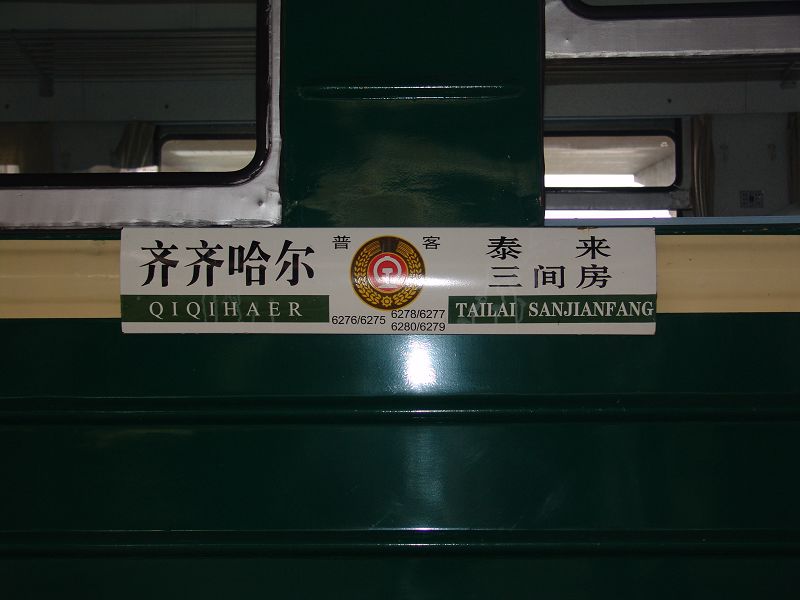 齐齐哈尔
QIQIHAER
普 客
6276/6275
6278/6277
6280/6279
泰 来
三间房
TAILAI SANJIANFANG